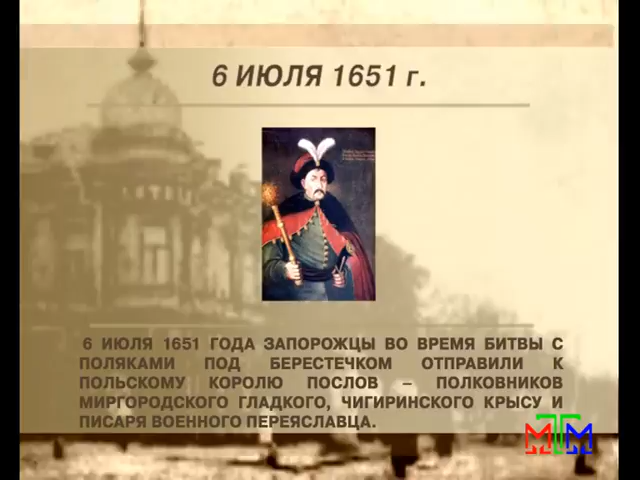 6 ИЮЛЯ 1651 г.
6 ИЮЛЯ 1651 ГОДА ЗАПОРОЖЦЫ ВО ВРЕМЯ БИТВЫ С
ПОЛЯКАМИ ПОД БЕРЕСТЕЧКОМ ОТПРАВИЛИ К
ПОЛЬСКОМУ КОРОЛЮ ПОСЛОВ – ПОЛКОВНИКОВ
МИРГОРОДСКОГО ГЛАДКОГО, ЧИГИРИНСКОГО КРЫСУ И
ПИСАРЯ ВОЕННОГО ПЕРЕЯСЛАВЦА.
МТМ